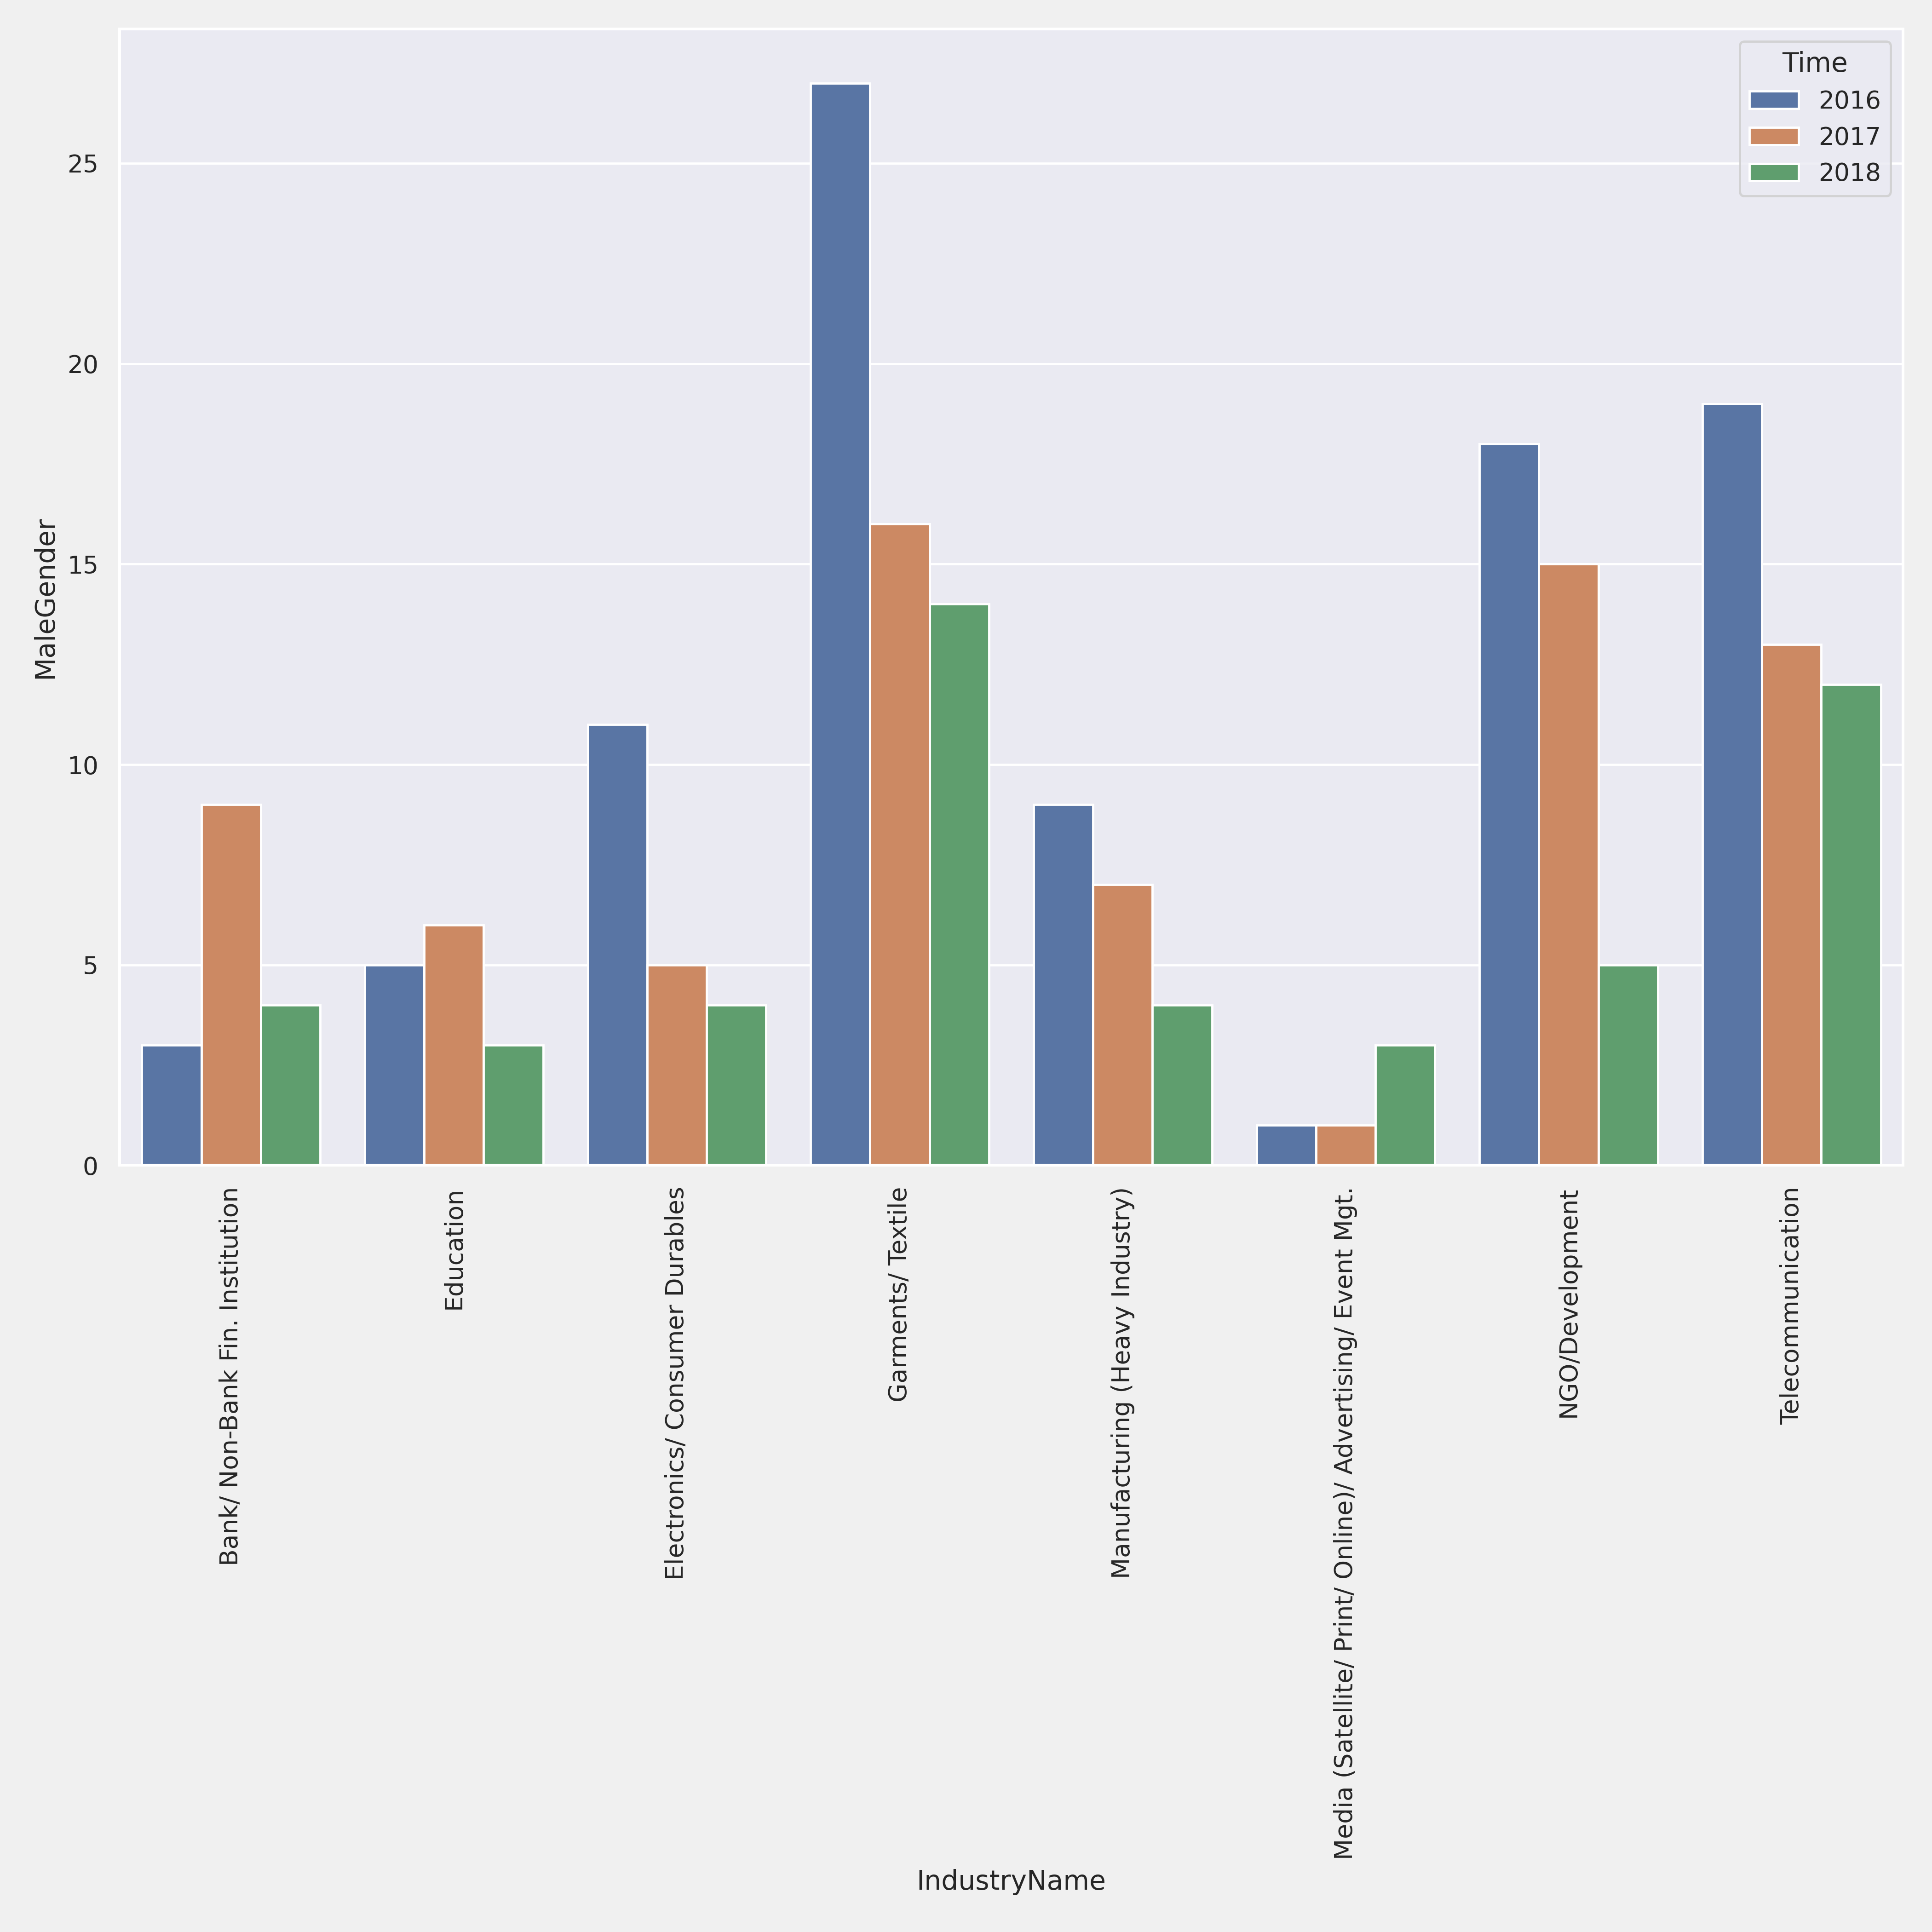 Time
2016
2017
2018
25
20
15
10
5
0
MaleGender
Bank/ Non-Bank Fin. Institution
Education
Electronics/ Consumer Durables
Garments/ Textile
Manufacturing (Heavy Industry)
Media (Satellite/ Print/ Online)/ Advertising/ Event Mgt.
NGO/Development
Telecommunication
IndustryName